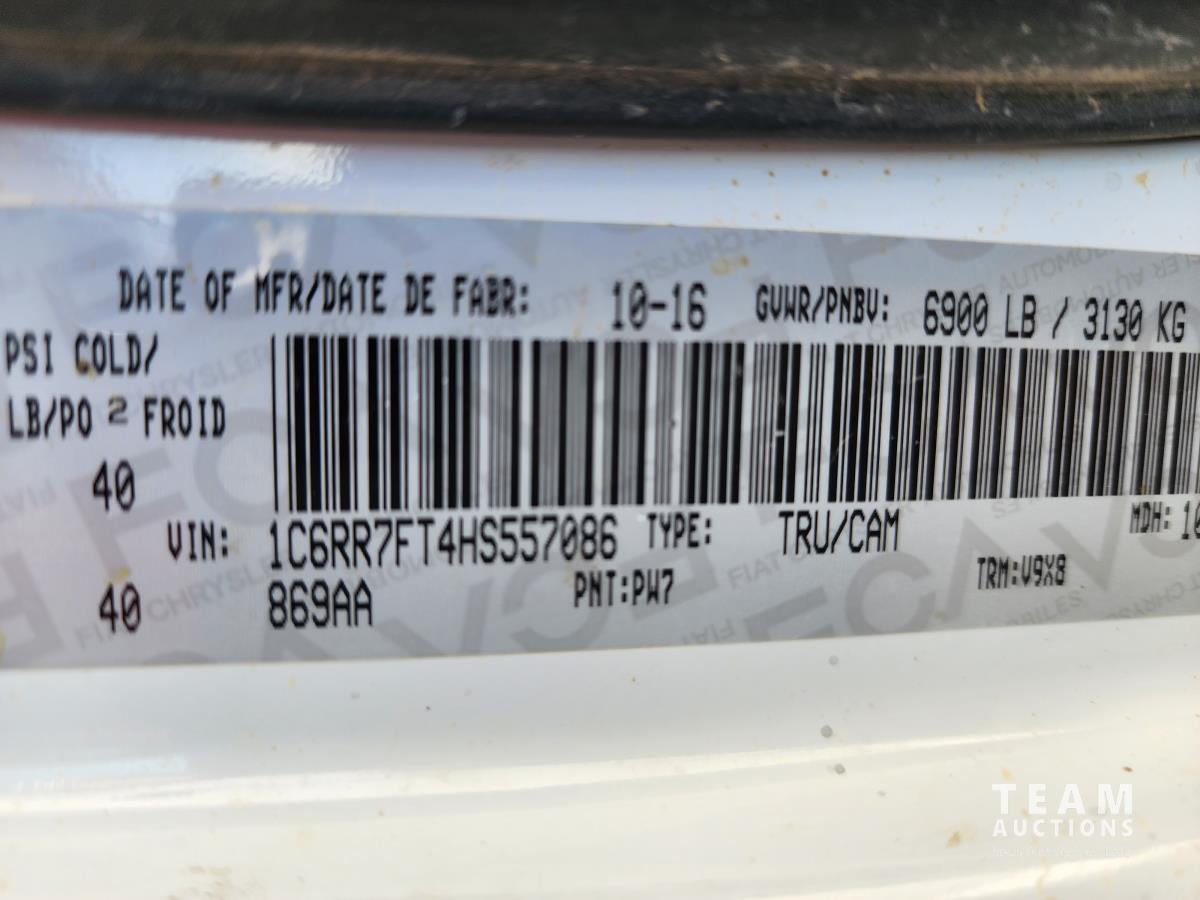 DATE OF MFR/DATE DE FABR: 10-16 GVWR/PNBV: 6900 LB / 3130 KG
PSI COLD/
LB/PO 2 FROID
40
VIN: 1C6RR7FT4HS557086 TYPE: TRU/CAM MDH: 10
40 869AA PNT:PW7 TRM:V9X8
TEAM
AUCTIONS